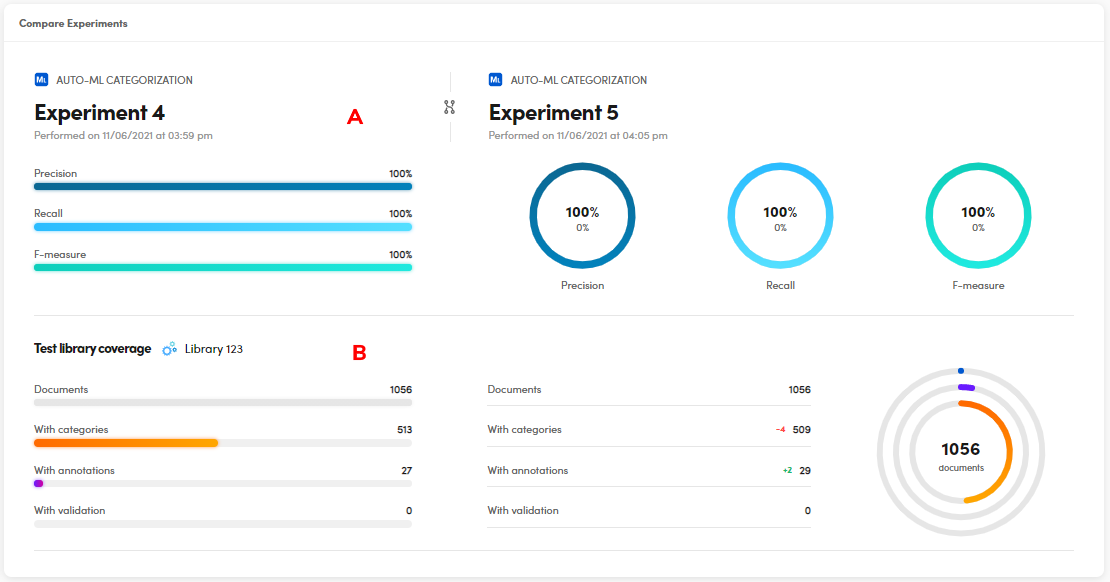 Compare Experiments
ML AUTO-ML CATEGORIZATION
Experiment 4
A
Performed on 11/06/2021 at 03:59 pm
Precision 100%
Recall 100%
F-measure 100%
ML AUTO-ML CATEGORIZATION
Experiment 5
Performed on 11/06/2021 at 04:05 pm
100% 100% 100%
0% 0% 0%
Precision Recall F-measure
Test library coverage Library 123
B
Documents 1056
With categories 513
With annotations 27
With validation 0
Documents 1056
With categories -4 509
With annotations +2 29
With validation 0
1056
documents